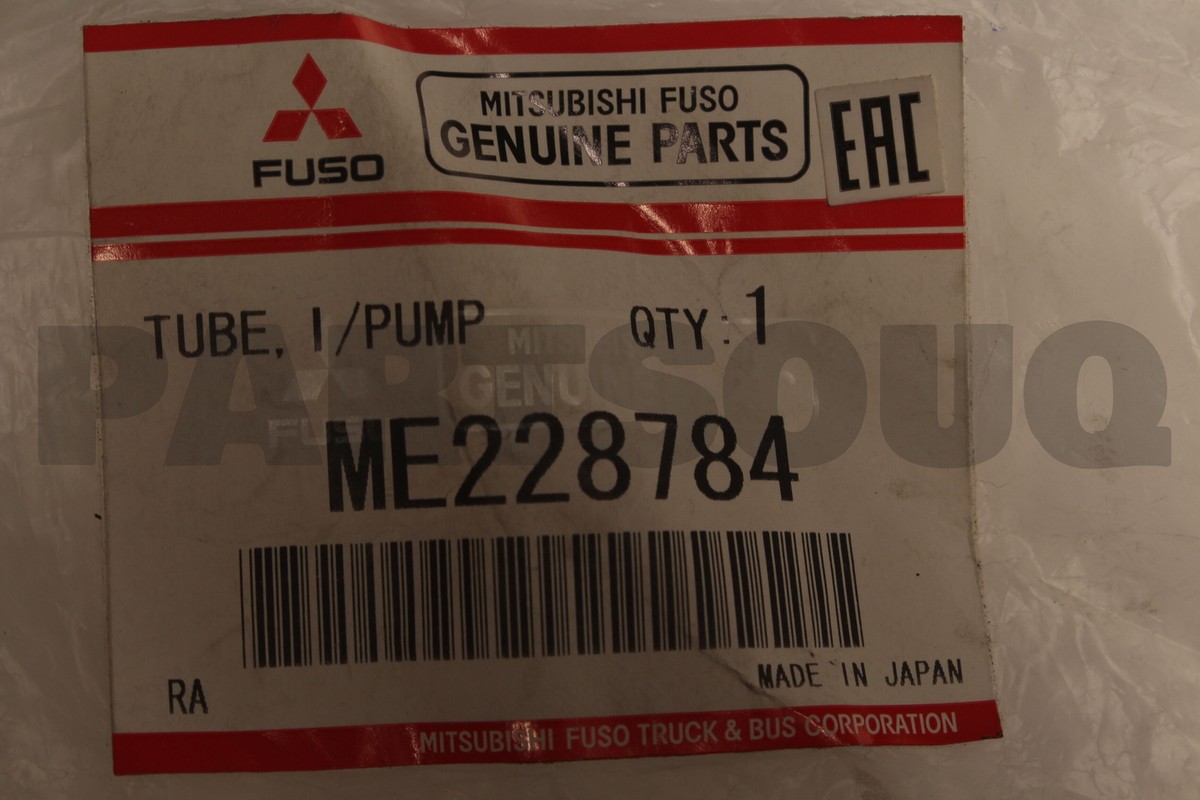 MITSUBISHI FUSO
GENUINE PARTS
EAC
FUSO
TUBE, I/PUMP QTY: 1
PARTSOUQ
ME228784
RA
MADE IN JAPAN
MITSUBISHI FUSO TRUCK & BUS CORPORATION